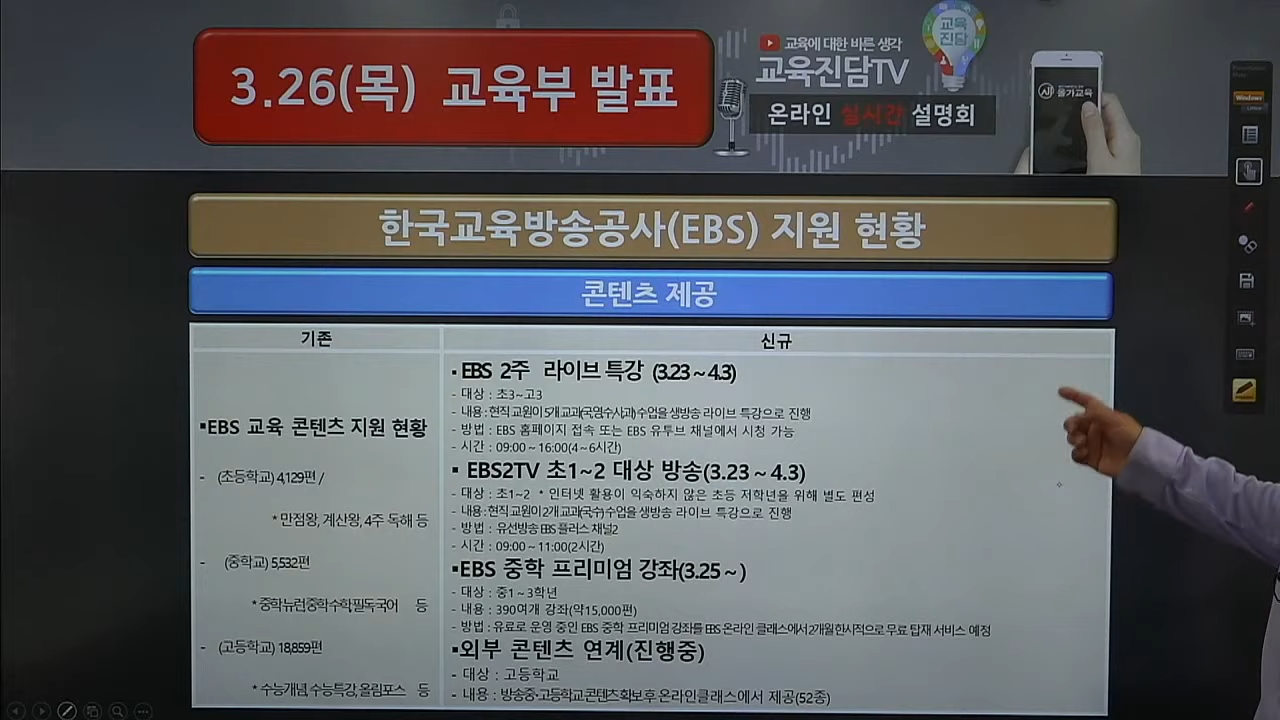 3.26(목) 교육부 발표
교육에 대한 바른 생각
교육진담TV
온라인 실시간 설명회
교육
진담
올가교육
Windows
한국교육방송공사(EBS) 지원 현황
콘텐츠 제공
기존
신규
▪EBS 교육 콘텐츠 지원 현황
- (초등학교) 4,129편 /
* 만점왕, 계산왕, 4주 독해 등
- (중학교) 5,532편
* 중학뉴런중학수학,필독국어 등
- (고등학교) 18,859편
* 수능개념, 수능특강, 올림포스 등
▪ EBS 2주 라이브 특강 (3.23 ~ 4.3)
- 대상 : 초3~고3
- 내용 : 현직 교원이 5개 교과(국영수사과) 수업을 생방송 라이브 특강으로 진행
- 방법 : EBS 홈페이지 접속 또는 EBS 유투브 채널에서 시청 가능
- 시간 : 09:00 ~ 16:00(4 ~ 6시간)
▪ EBS2TV 초1~2 대상 방송(3.23 ~ 4.3)
- 대상 : 초1~2 * 인터넷 활용이 익숙하지 않은 초등 저학년을 위해 별도 편성
- 내용 : 현직 교원이 2개 교과(국수) 수업을 생방송 라이브 특강으로 진행
- 방법 : 유선방송 EBS 플러스 채널2
- 시간 : 09:00 ~ 11:00(2시간)
▪EBS 중학 프리미엄 강좌(3.25 ~ )
- 대상 : 중1 ~ 3학년
- 내용 : 390여개 강좌(약15,000편)
- 방법 : 유료로 운영 중인 EBS 중학 프리미엄 강좌를 EBS 온라인 클래스에서 2개월 한시적으로 무료 탑재 서비스 예정
▪외부 콘텐츠 연계(진행중)
- 대상 : 고등학교
- 내용 : 방송중·고등학교 콘텐츠 확보 후 온라인클래스에서 제공(52종)